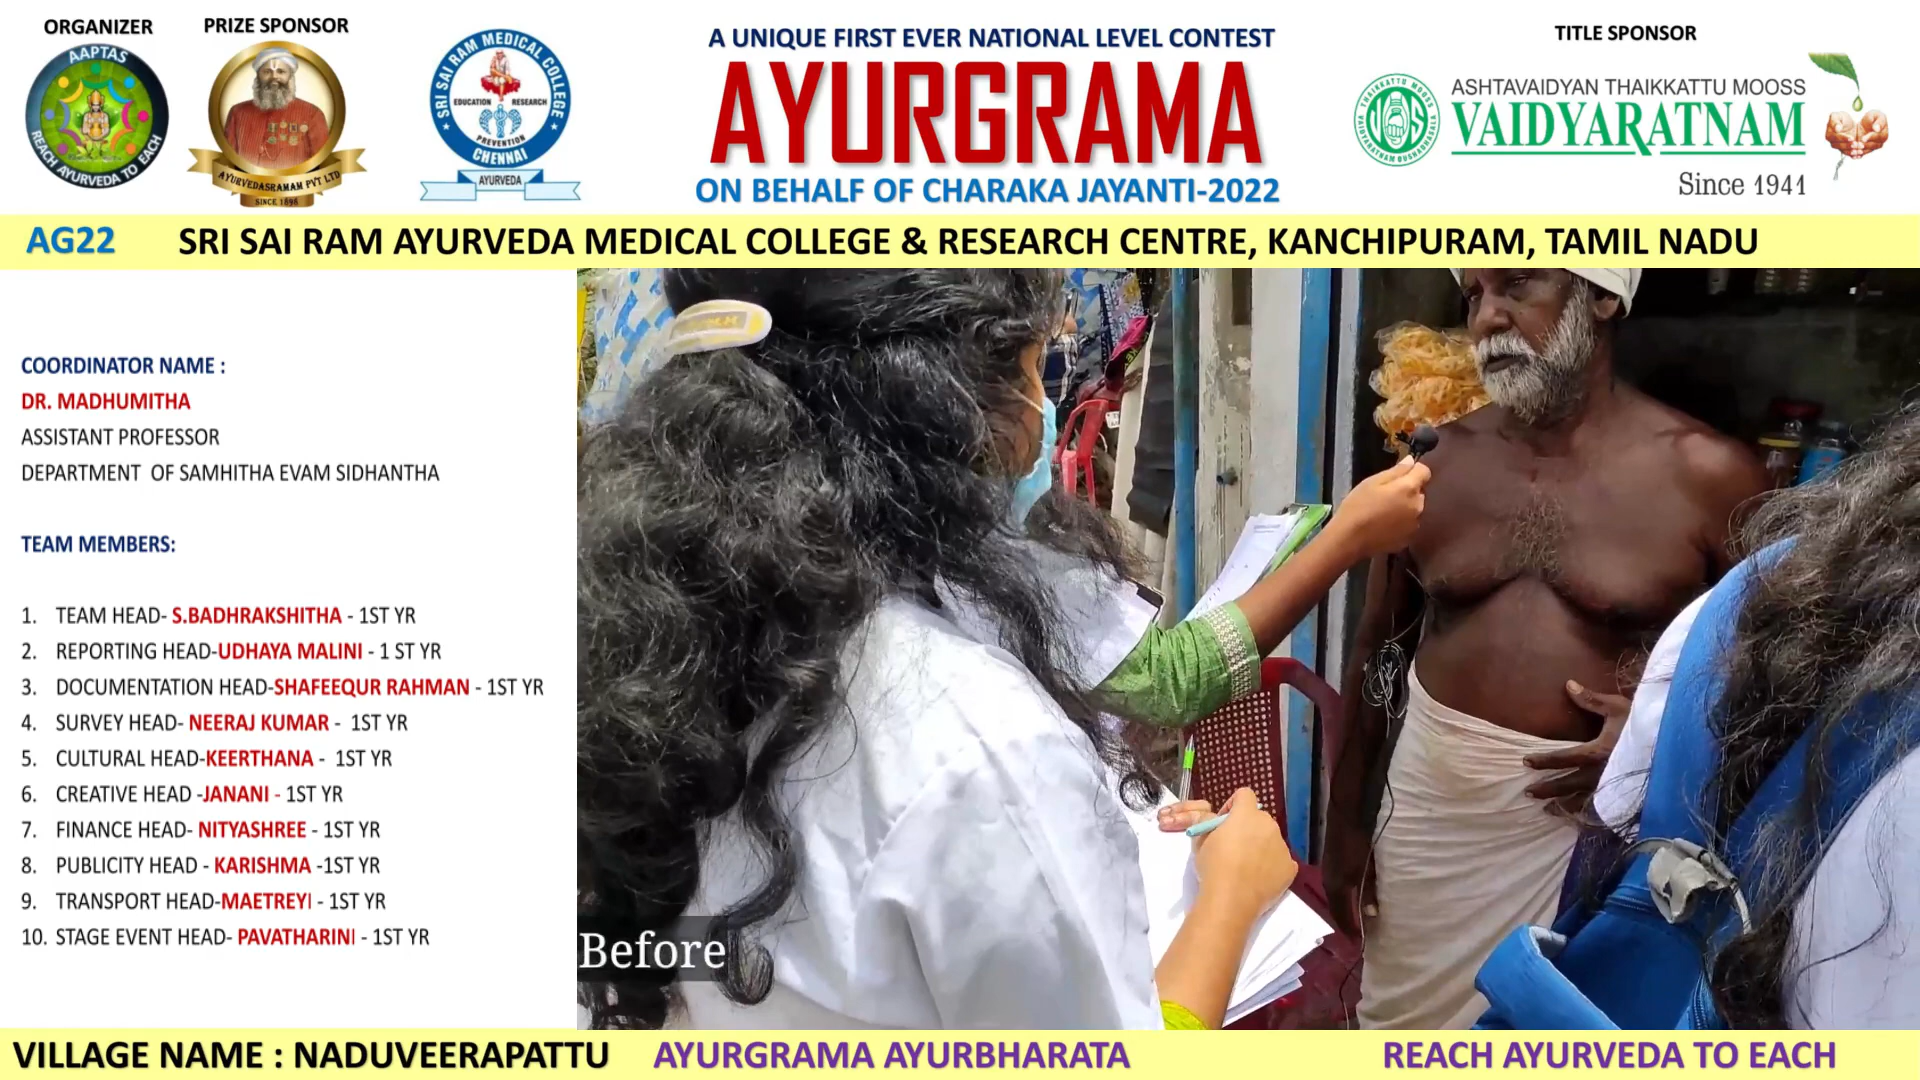 ORGANIZER
AAPTAS
REACH AYURVEDA TO EACH
PRIZE SPONSOR
AYURVEDASRAMAM PVT LTD
SINCE 1896
SRI SAI RAM MEDICAL COLLEGE
EDUCATION RESEARCH
PREVENTION
CHENNAI
AYURVEDA
A UNIQUE FIRST EVER NATIONAL LEVEL CONTEST
AYURGRAMA
ON BEHALF OF CHARAKA JAYANTI-2022
TITLE SPONSOR
THAIKKATTU MOOSS
VAIDYARATNAM OUSHADHASALA
ASHTAVAIDYAN THAIKKATTU MOOSS
VAIDYARATNAM
Since 1941
AG22 SRI SAI RAM AYURVEDA MEDICAL COLLEGE & RESEARCH CENTRE, KANCHIPURAM, TAMIL NADU
COORDINATOR NAME :
DR. MADHUMITHA
ASSISTANT PROFESSOR
DEPARTMENT OF SAMHITHA EVAM SIDHANTHA
TEAM MEMBERS:
1. TEAM HEAD- S.BADHRAKSHITHA - 1ST YR
2. REPORTING HEAD-UDHAYA MALINI - 1 ST YR
3. DOCUMENTATION HEAD-SHAFEEQUR RAHMAN - 1ST YR
4. SURVEY HEAD- NEERAJ KUMAR - 1ST YR
5. CULTURAL HEAD-KEERTHANA - 1ST YR
6. CREATIVE HEAD -JANANI - 1ST YR
7. FINANCE HEAD- NITYASHREE - 1ST YR
8. PUBLICITY HEAD - KARISHMA -1ST YR
9. TRANSPORT HEAD-MAETREYI - 1ST YR
10. STAGE EVENT HEAD- PAVATHARINI - 1ST YR
Before
VILLAGE NAME : NADUVEERAPATTU AYURGRAMA AYURBHARATA REACH AYURVEDA TO EACH